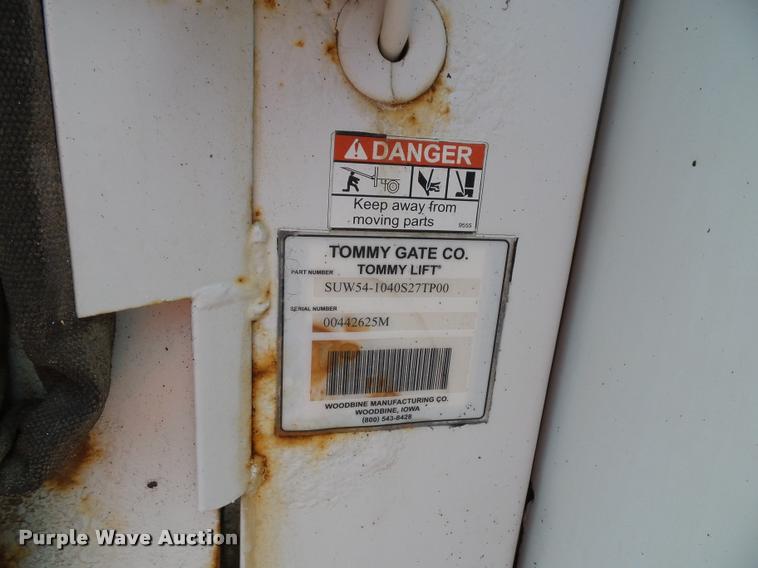 DANGER
Keep away from
moving parts
9555
TOMMY GATE CO.
TOMMY LIFT®
PART NUMBER
SUW54-1040S27TP00
SERIAL NUMBER
00442625M
WOODBINE MANUFACTURING CO.
WOODBINE, IOWA
(800) 543-8428
Purple Wave Auction